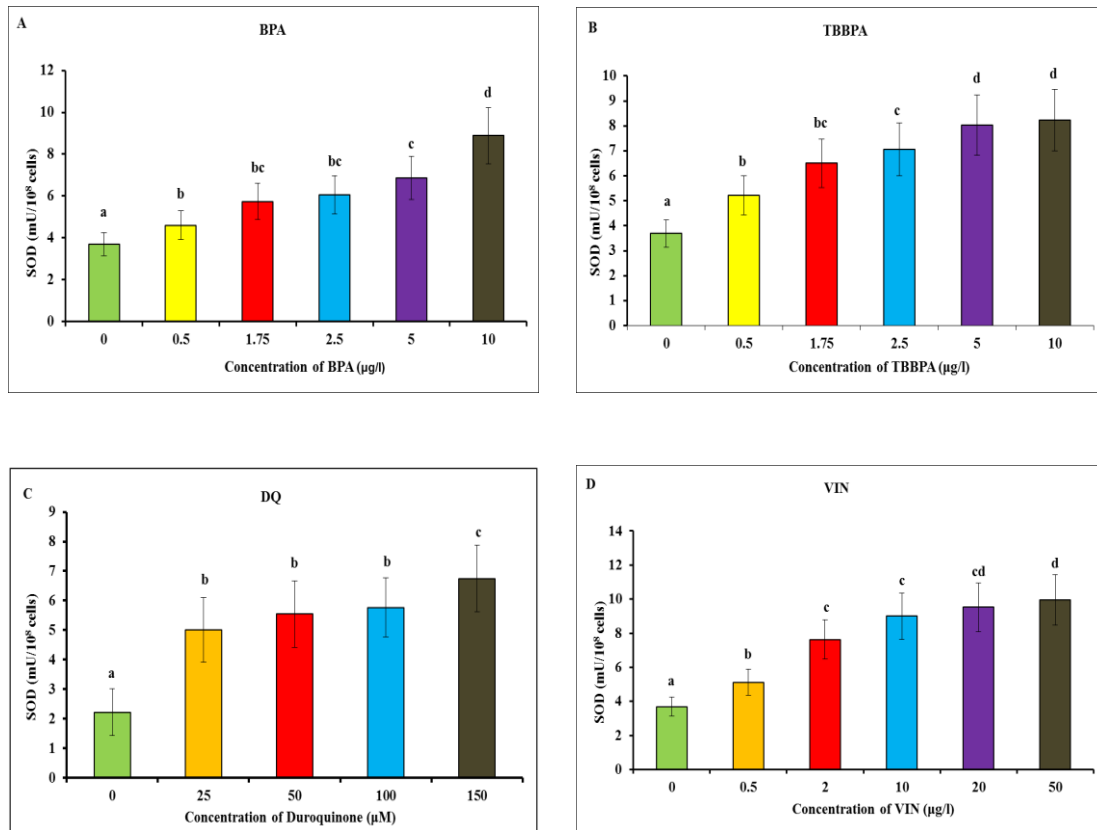 A
BPA
SOD (mU/10⁸ cells)
12
10
8
6
4
2
0
a
b
bc
bc
c
d
0 0.5 1.75 2.5 5 10
Concentration of BPA (µg/l)
B
TBBPA
SOD (mU/10⁸ cells)
10
9
8
7
6
5
4
3
2
1
0
a
b
bc
c
d
d
0 0.5 1.75 2.5 5 10
Concentration of TBBPA (µg/l)
C
DQ
SOD (mU/10⁸ cells)
9
8
7
6
5
4
3
2
1
0
a
b
b
b
c
0 25 50 100 150
Concentration of Duroquinone (µM)
D
VIN
SOD (mU/10⁸ cells)
14
12
10
8
6
4
2
0
a
b
c
c
cd
d
0 0.5 2 10 20 50
Concentration of VIN (µg/l)